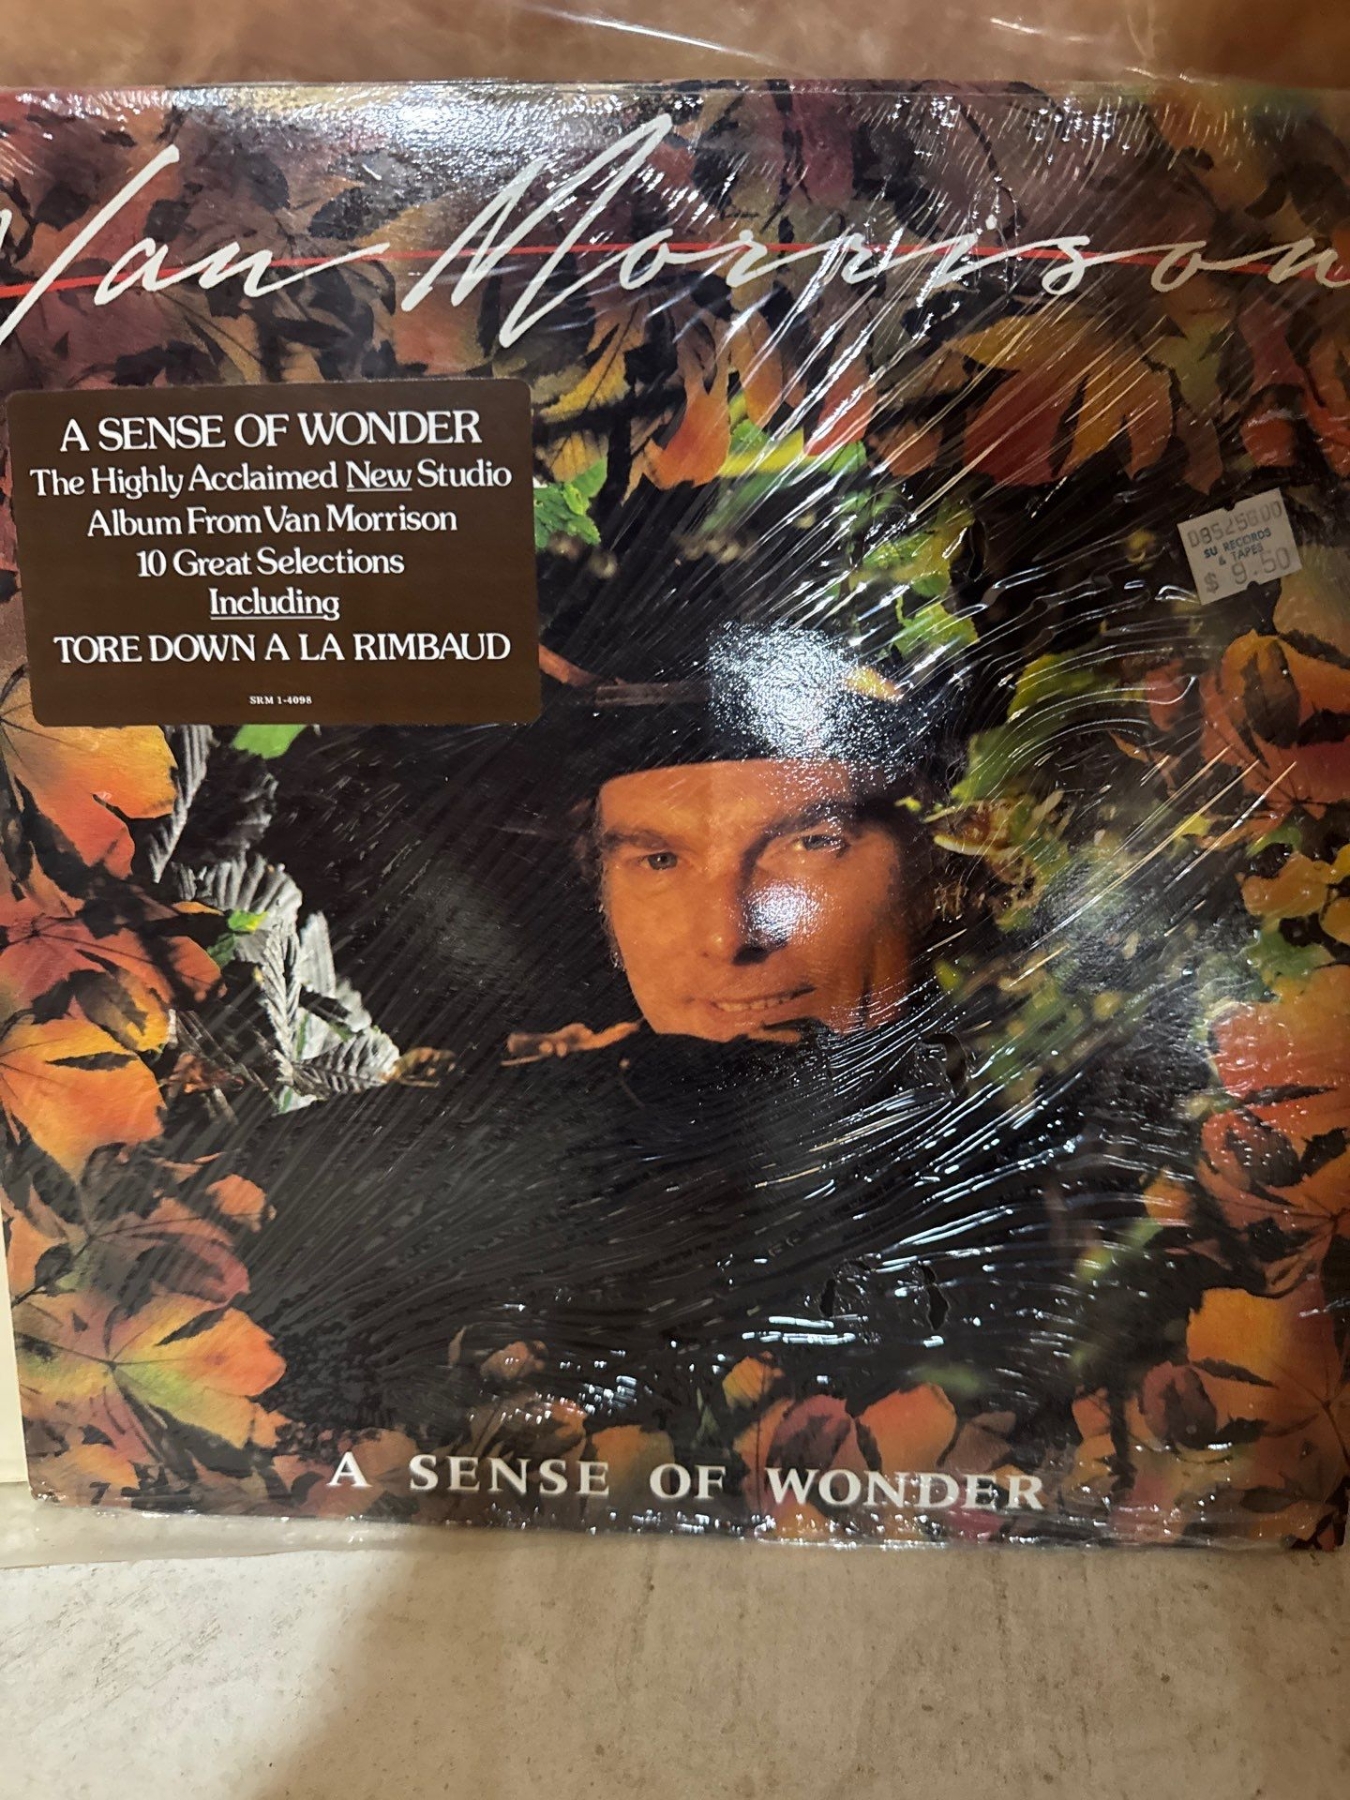 Van Morrison
A SENSE OF WONDER
The Highly Acclaimed New Studio
Album From Van Morrison
10 Great Selections
Including
TORE DOWN A LA RIMBAUD
SRM 1-4098
SU RECORDS
& TAPES
$ 9.50
A SENSE OF WONDER